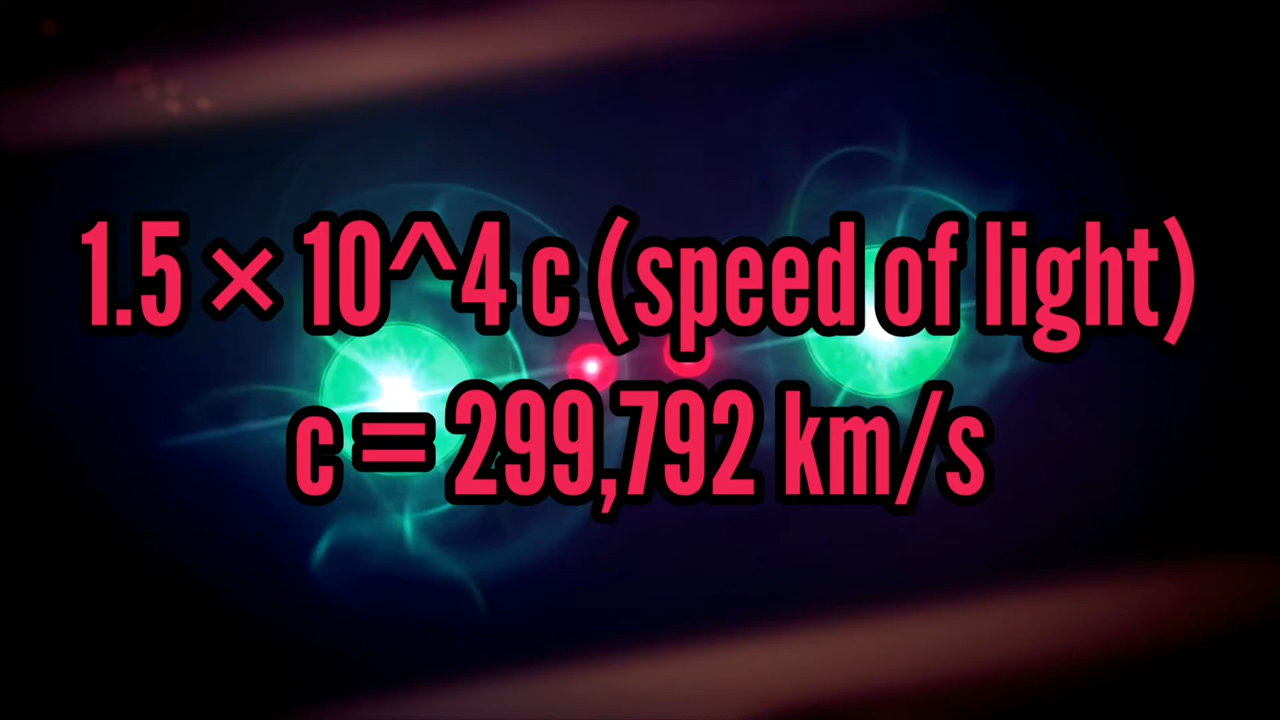 1.5 × 10^4 c (speed of light)
c = 299,792 km/s